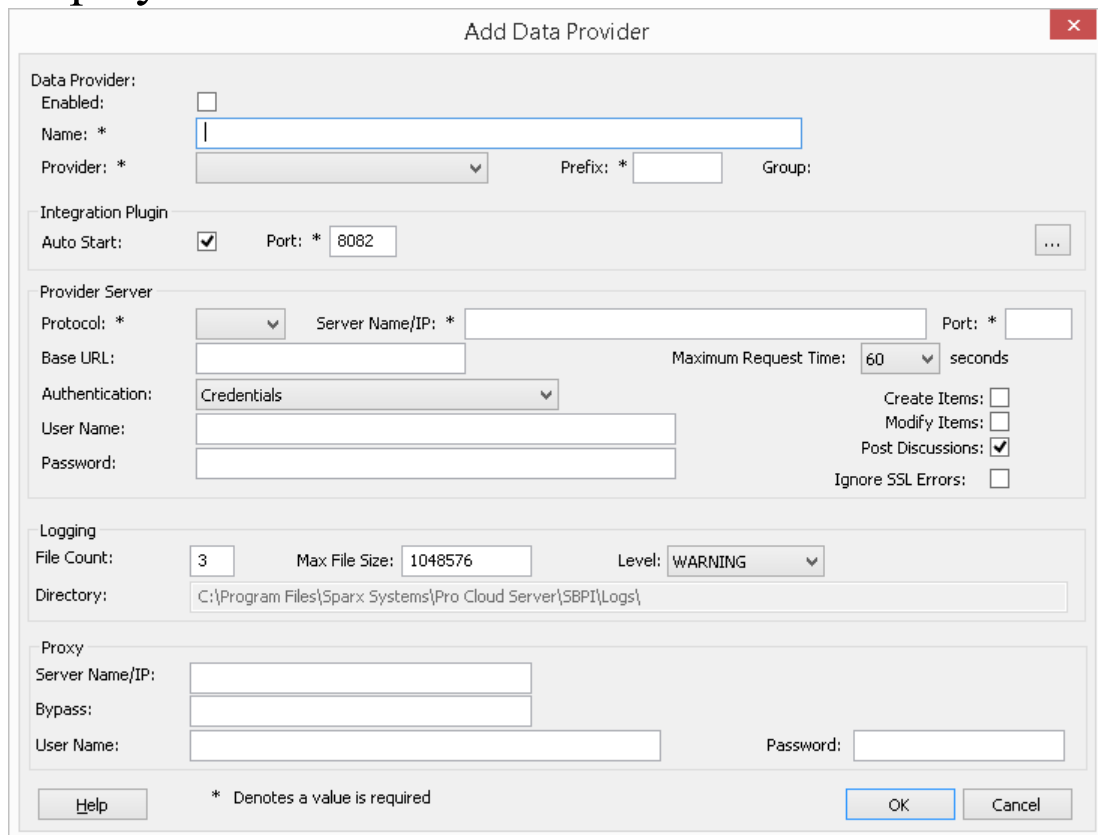 Add Data Provider
Data Provider:
Enabled:
Name: *
Provider: * Prefix: * Group:
Integration Plugin
Auto Start: Port: * 8082 ...
Provider Server
Protocol: * Server Name/IP: * Port: *
Base URL: Maximum Request Time: 60 seconds
Authentication: Credentials Create Items:
User Name: Modify Items:
Post Discussions:
Password:
Ignore SSL Errors:
Logging
File Count: 3 Max File Size: 1048576 Level: WARNING
Directory: C:\Program Files\Sparx Systems\Pro Cloud Server\SBPI\Logs\
Proxy
Server Name/IP:
Bypass:
User Name: Password:
Help * Denotes a value is required OK Cancel